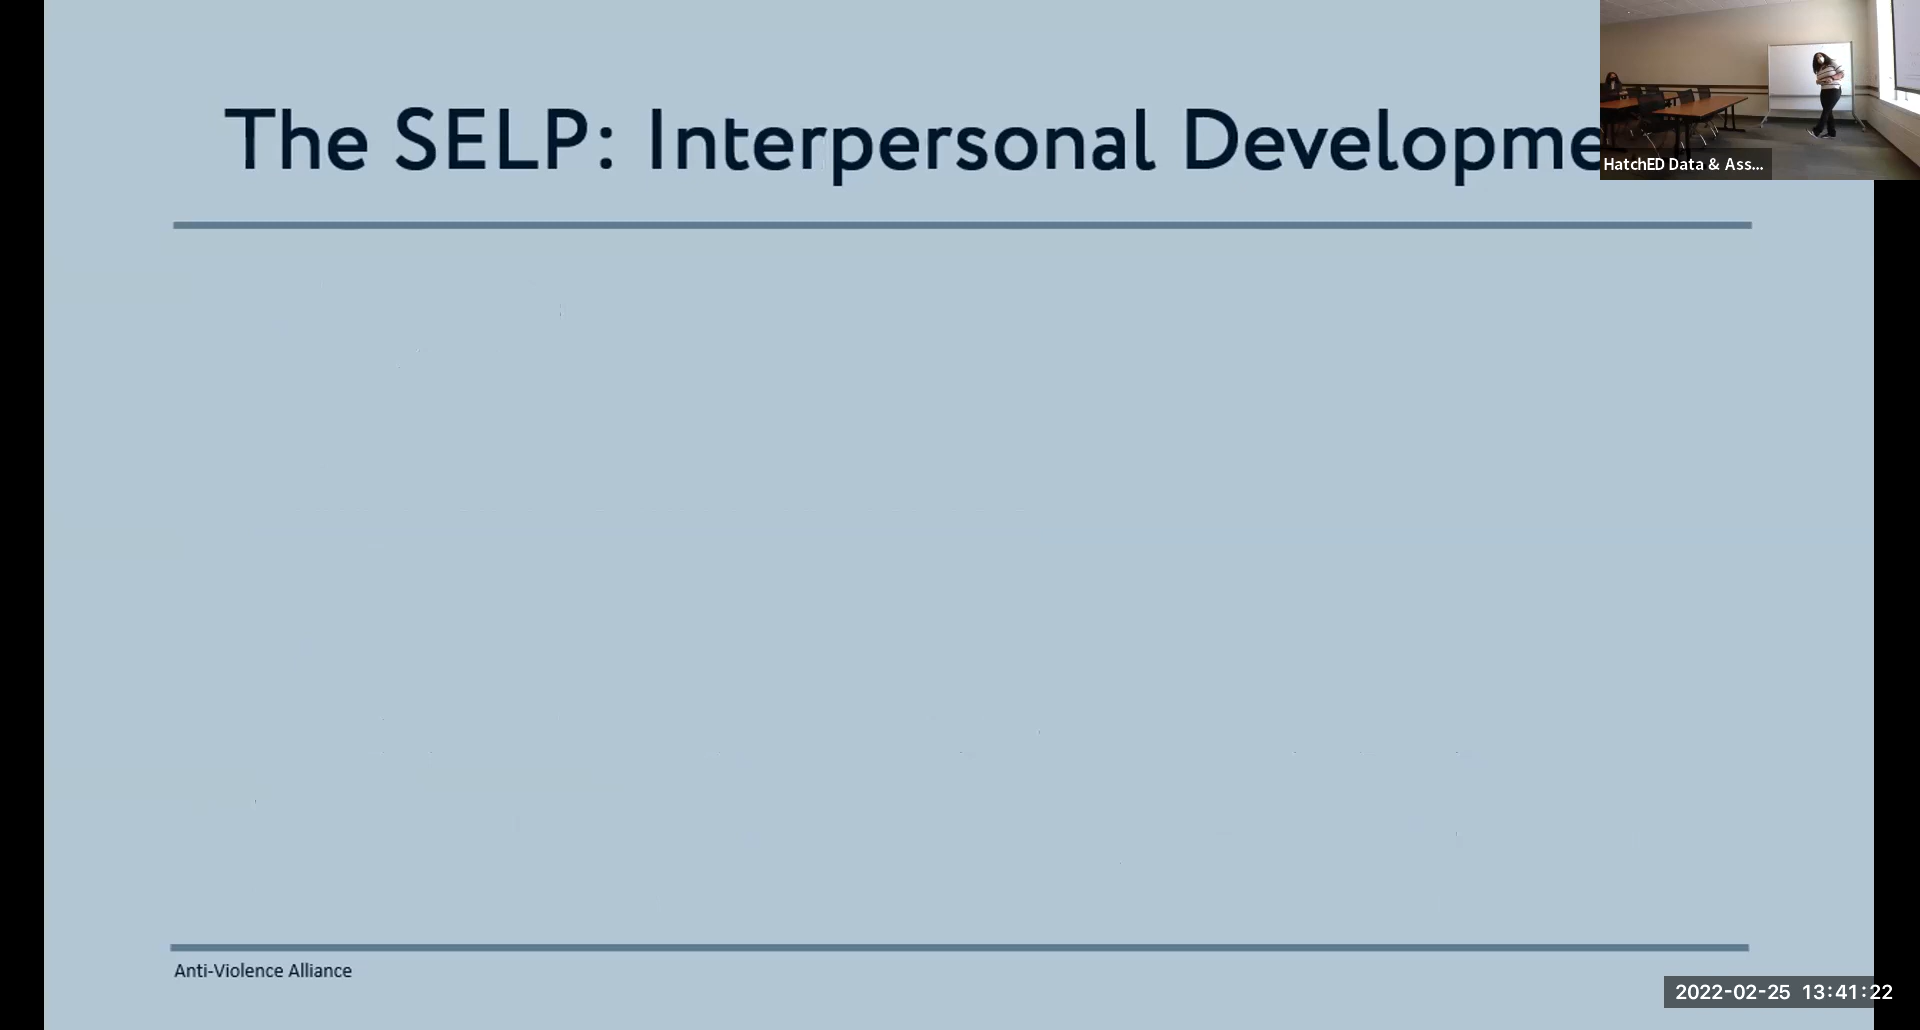 The SELP: Interpersonal Developme
HatchED Data & Ass...
Anti-Violence Alliance
2022-02-25 13:41:22